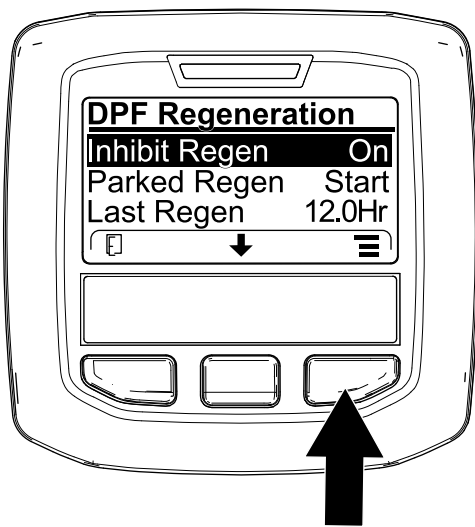 DPF Regeneration
Inhibit Regen On
Parked Regen Start
Last Regen 12.0Hr